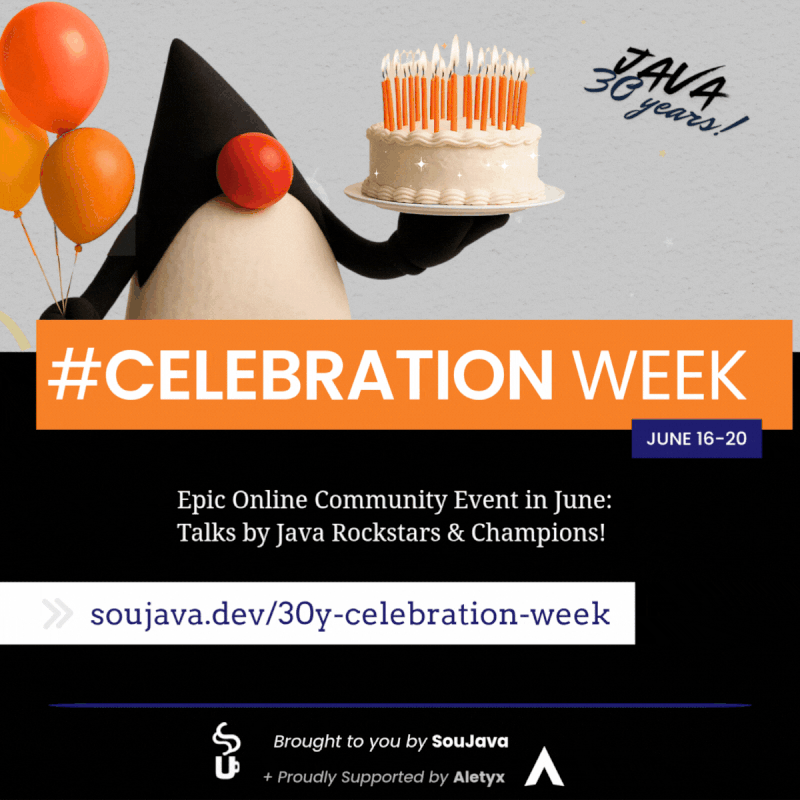 JAVA
30 years!
#CELEBRATION WEEK
JUNE 16-20
Epic Online Community Event in June:
Talks by Java Rockstars & Champions!
soujava.dev/30y-celebration-week
Brought to you by SouJava
+ Proudly Supported by Aletyx